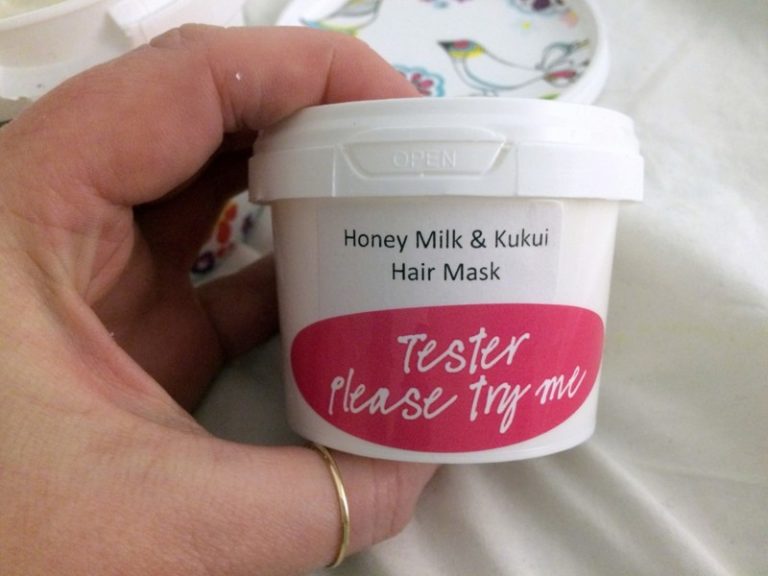 OPEN
Honey Milk & Kukui
Hair Mask
Tester
please try me